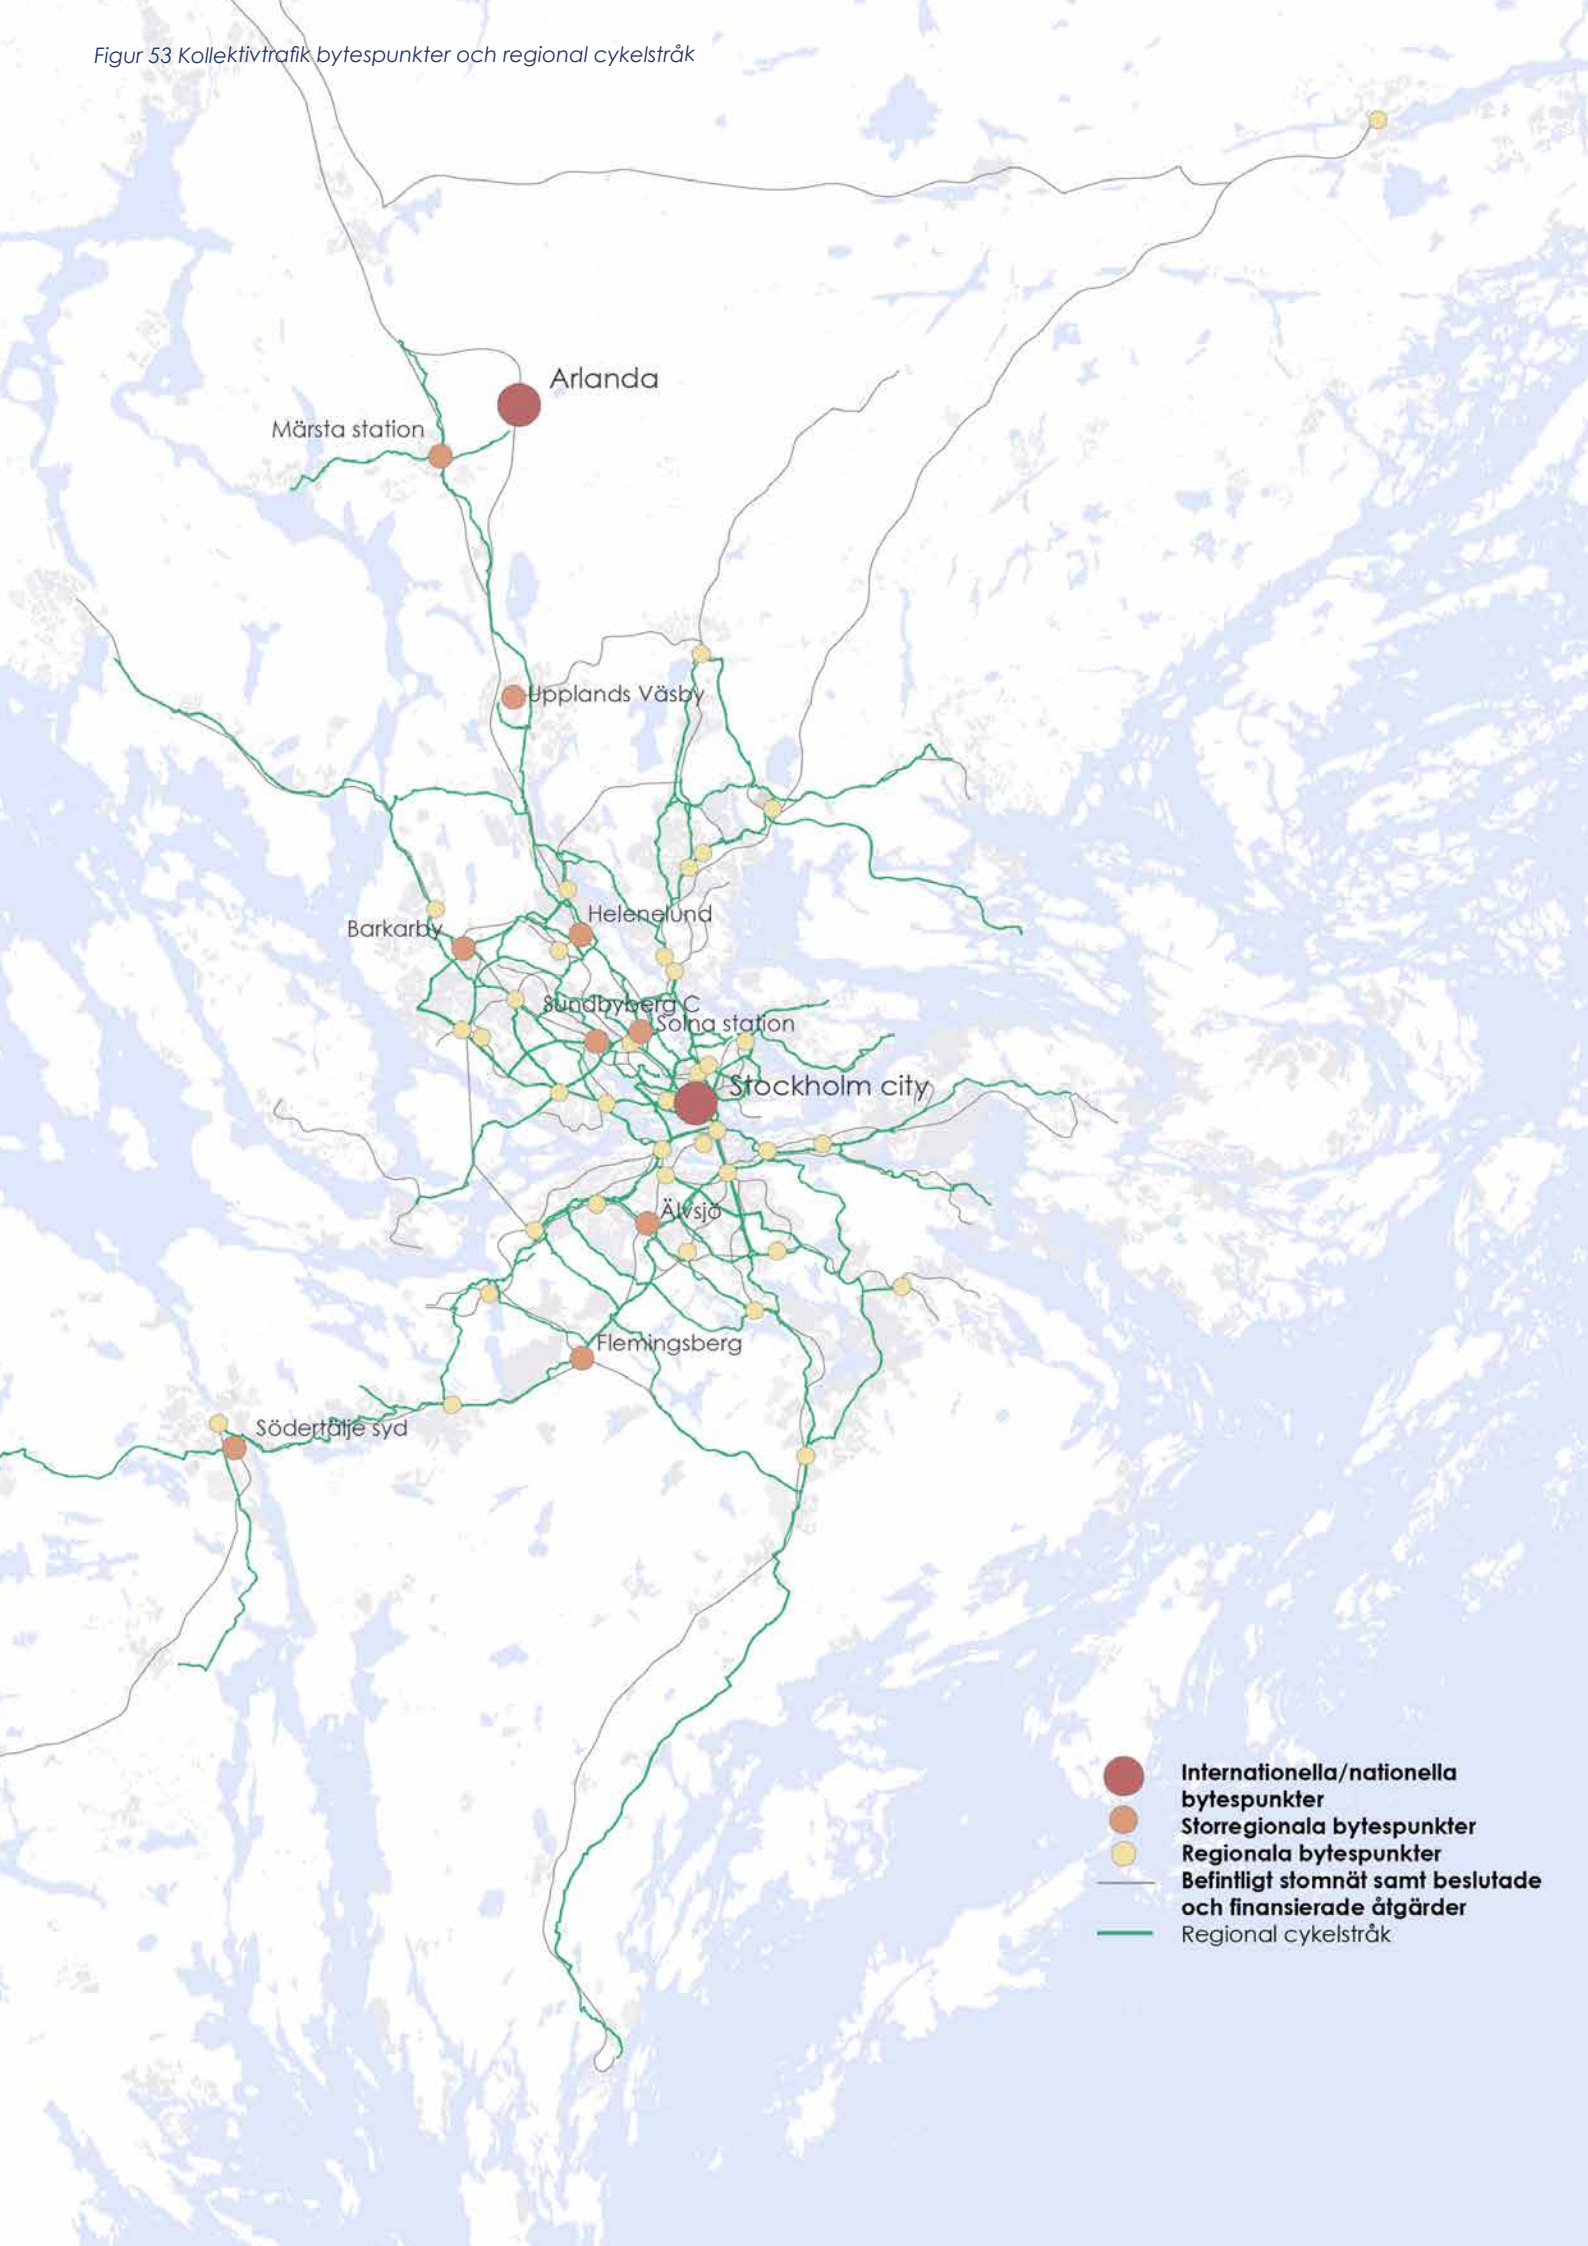 Figur 53 Kollektivtrafik bytespunkter och regional cykelstråk
Arlanda
Märsta station
Upplands Väsby
Helenelund
Barkarby
Sundbyberg C
Solna station
Stockholm city
Älvsjö
Flemingsberg
Södertälje syd
Internationella/nationella
bytespunkter
Storregionala bytespunkter
Regionala bytespunkter
Befintligt stomnät samt beslutade
och finansierade åtgärder
Regional cykelstråk